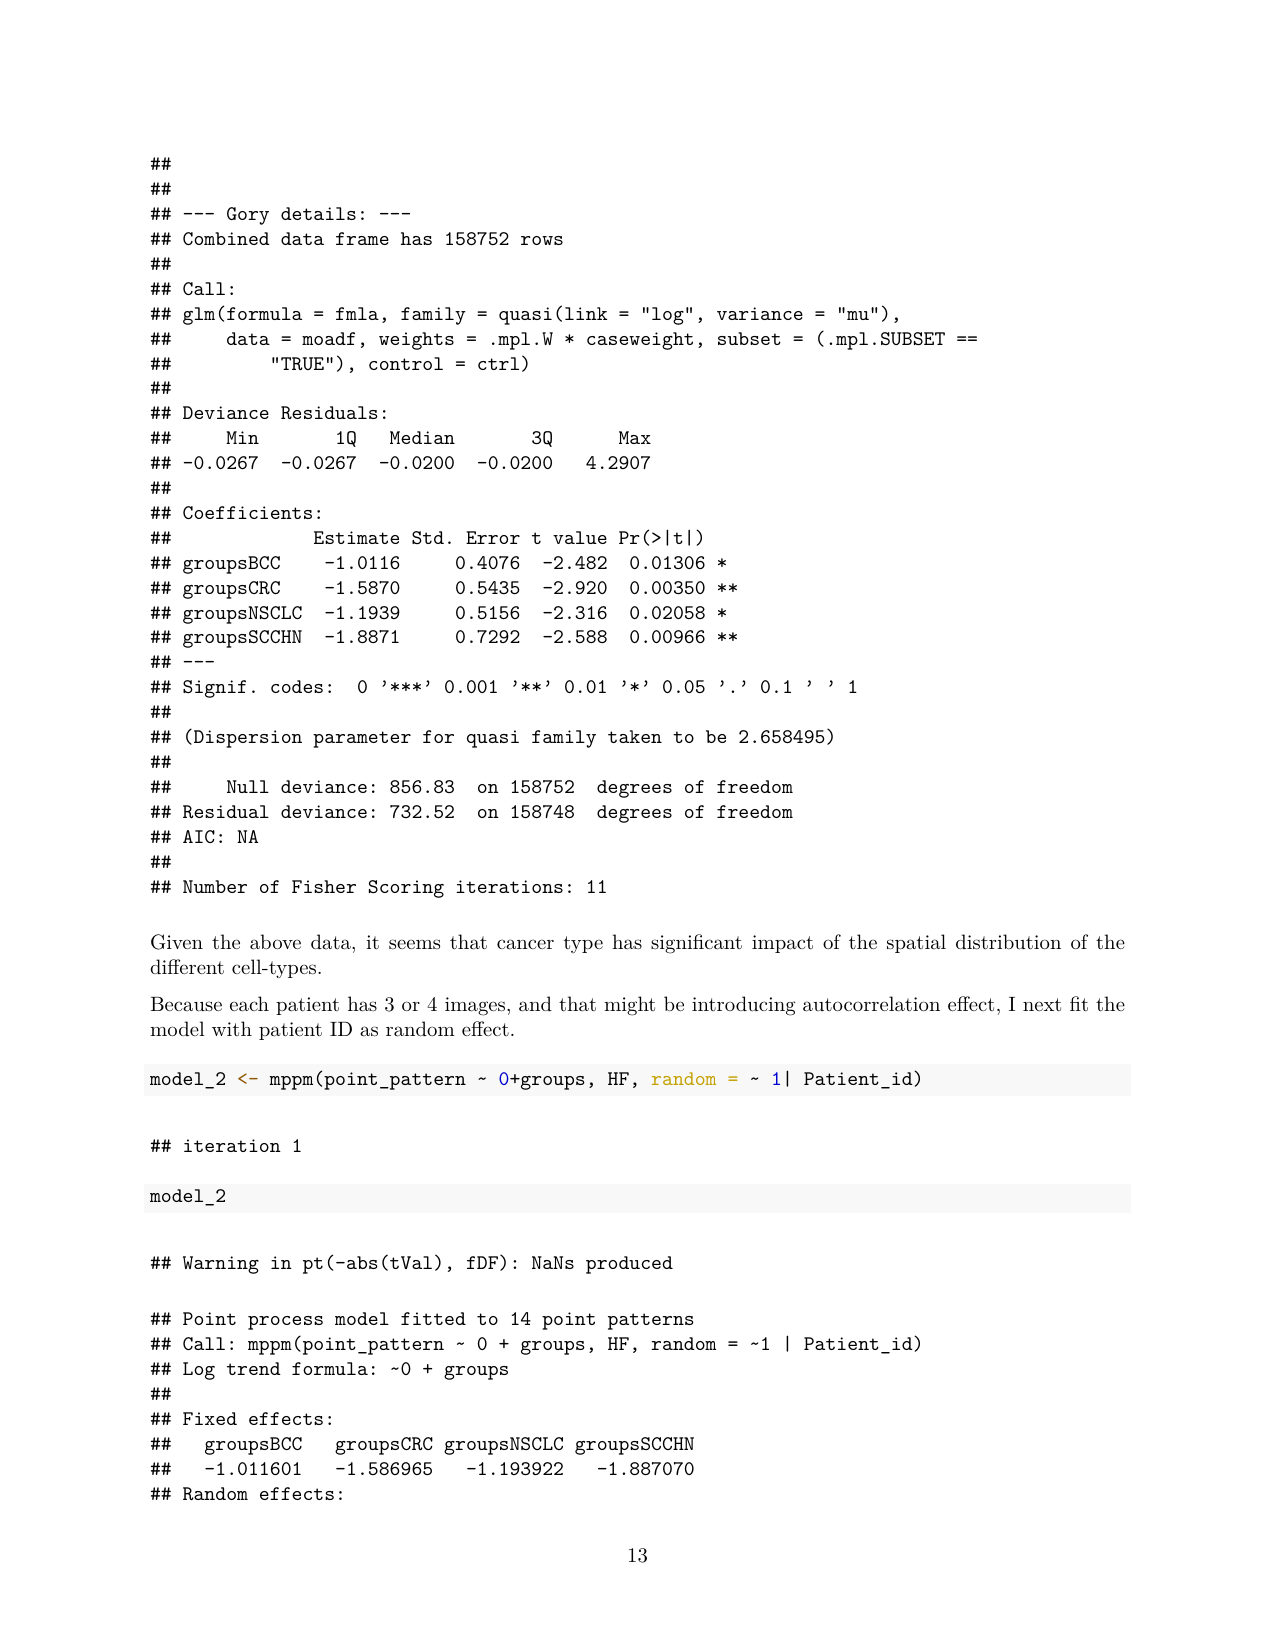 ##
##
## --- Gory details: ---
## Combined data frame has 158752 rows
##
## Call:
## glm(formula = fmla, family = quasi(link = "log", variance = "mu"),
##     data = moadf, weights = .mpl.W * caseweight, subset = (.mpl.SUBSET ==
##         "TRUE"), control = ctrl)
##
## Deviance Residuals:
##     Min       1Q   Median       3Q      Max
## -0.0267  -0.0267  -0.0200  -0.0200   4.2907
##
## Coefficients:
##             Estimate Std. Error t value Pr(>|t|)
## groupsBCC    -1.0116     0.4076  -2.482  0.01306 *
## groupsCRC    -1.5870     0.5435  -2.920  0.00350 **
## groupsNSCLC  -1.1939     0.5156  -2.316  0.02058 *
## groupsSCCHN  -1.8871     0.7292  -2.588  0.00966 **
## ---
## Signif. codes:  0 '***' 0.001 '**' 0.01 '*' 0.05 '.' 0.1 ' ' 1
##
## (Dispersion parameter for quasi family taken to be 2.658495)
##
##     Null deviance: 856.83  on 158752  degrees of freedom
## Residual deviance: 732.52  on 158748  degrees of freedom
## AIC: NA
##
## Number of Fisher Scoring iterations: 11
Given the above data, it seems that cancer type has significant impact of the spatial distribution of the
different cell-types.
Because each patient has 3 or 4 images, and that might be introducing autocorrelation effect, I next fit the
model with patient ID as random effect.
model_2 <- mppm(point_pattern ~ 0+groups, HF, random = ~ 1| Patient_id)
## iteration 1
model_2
## Warning in pt(-abs(tVal), fDF): NaNs produced
## Point process model fitted to 14 point patterns
## Call: mppm(point_pattern ~ 0 + groups, HF, random = ~1 | Patient_id)
## Log trend formula: ~0 + groups
##
## Fixed effects:
##   groupsBCC   groupsCRC groupsNSCLC groupsSCCHN
##   -1.011601   -1.586965   -1.193922   -1.887070
## Random effects:
13